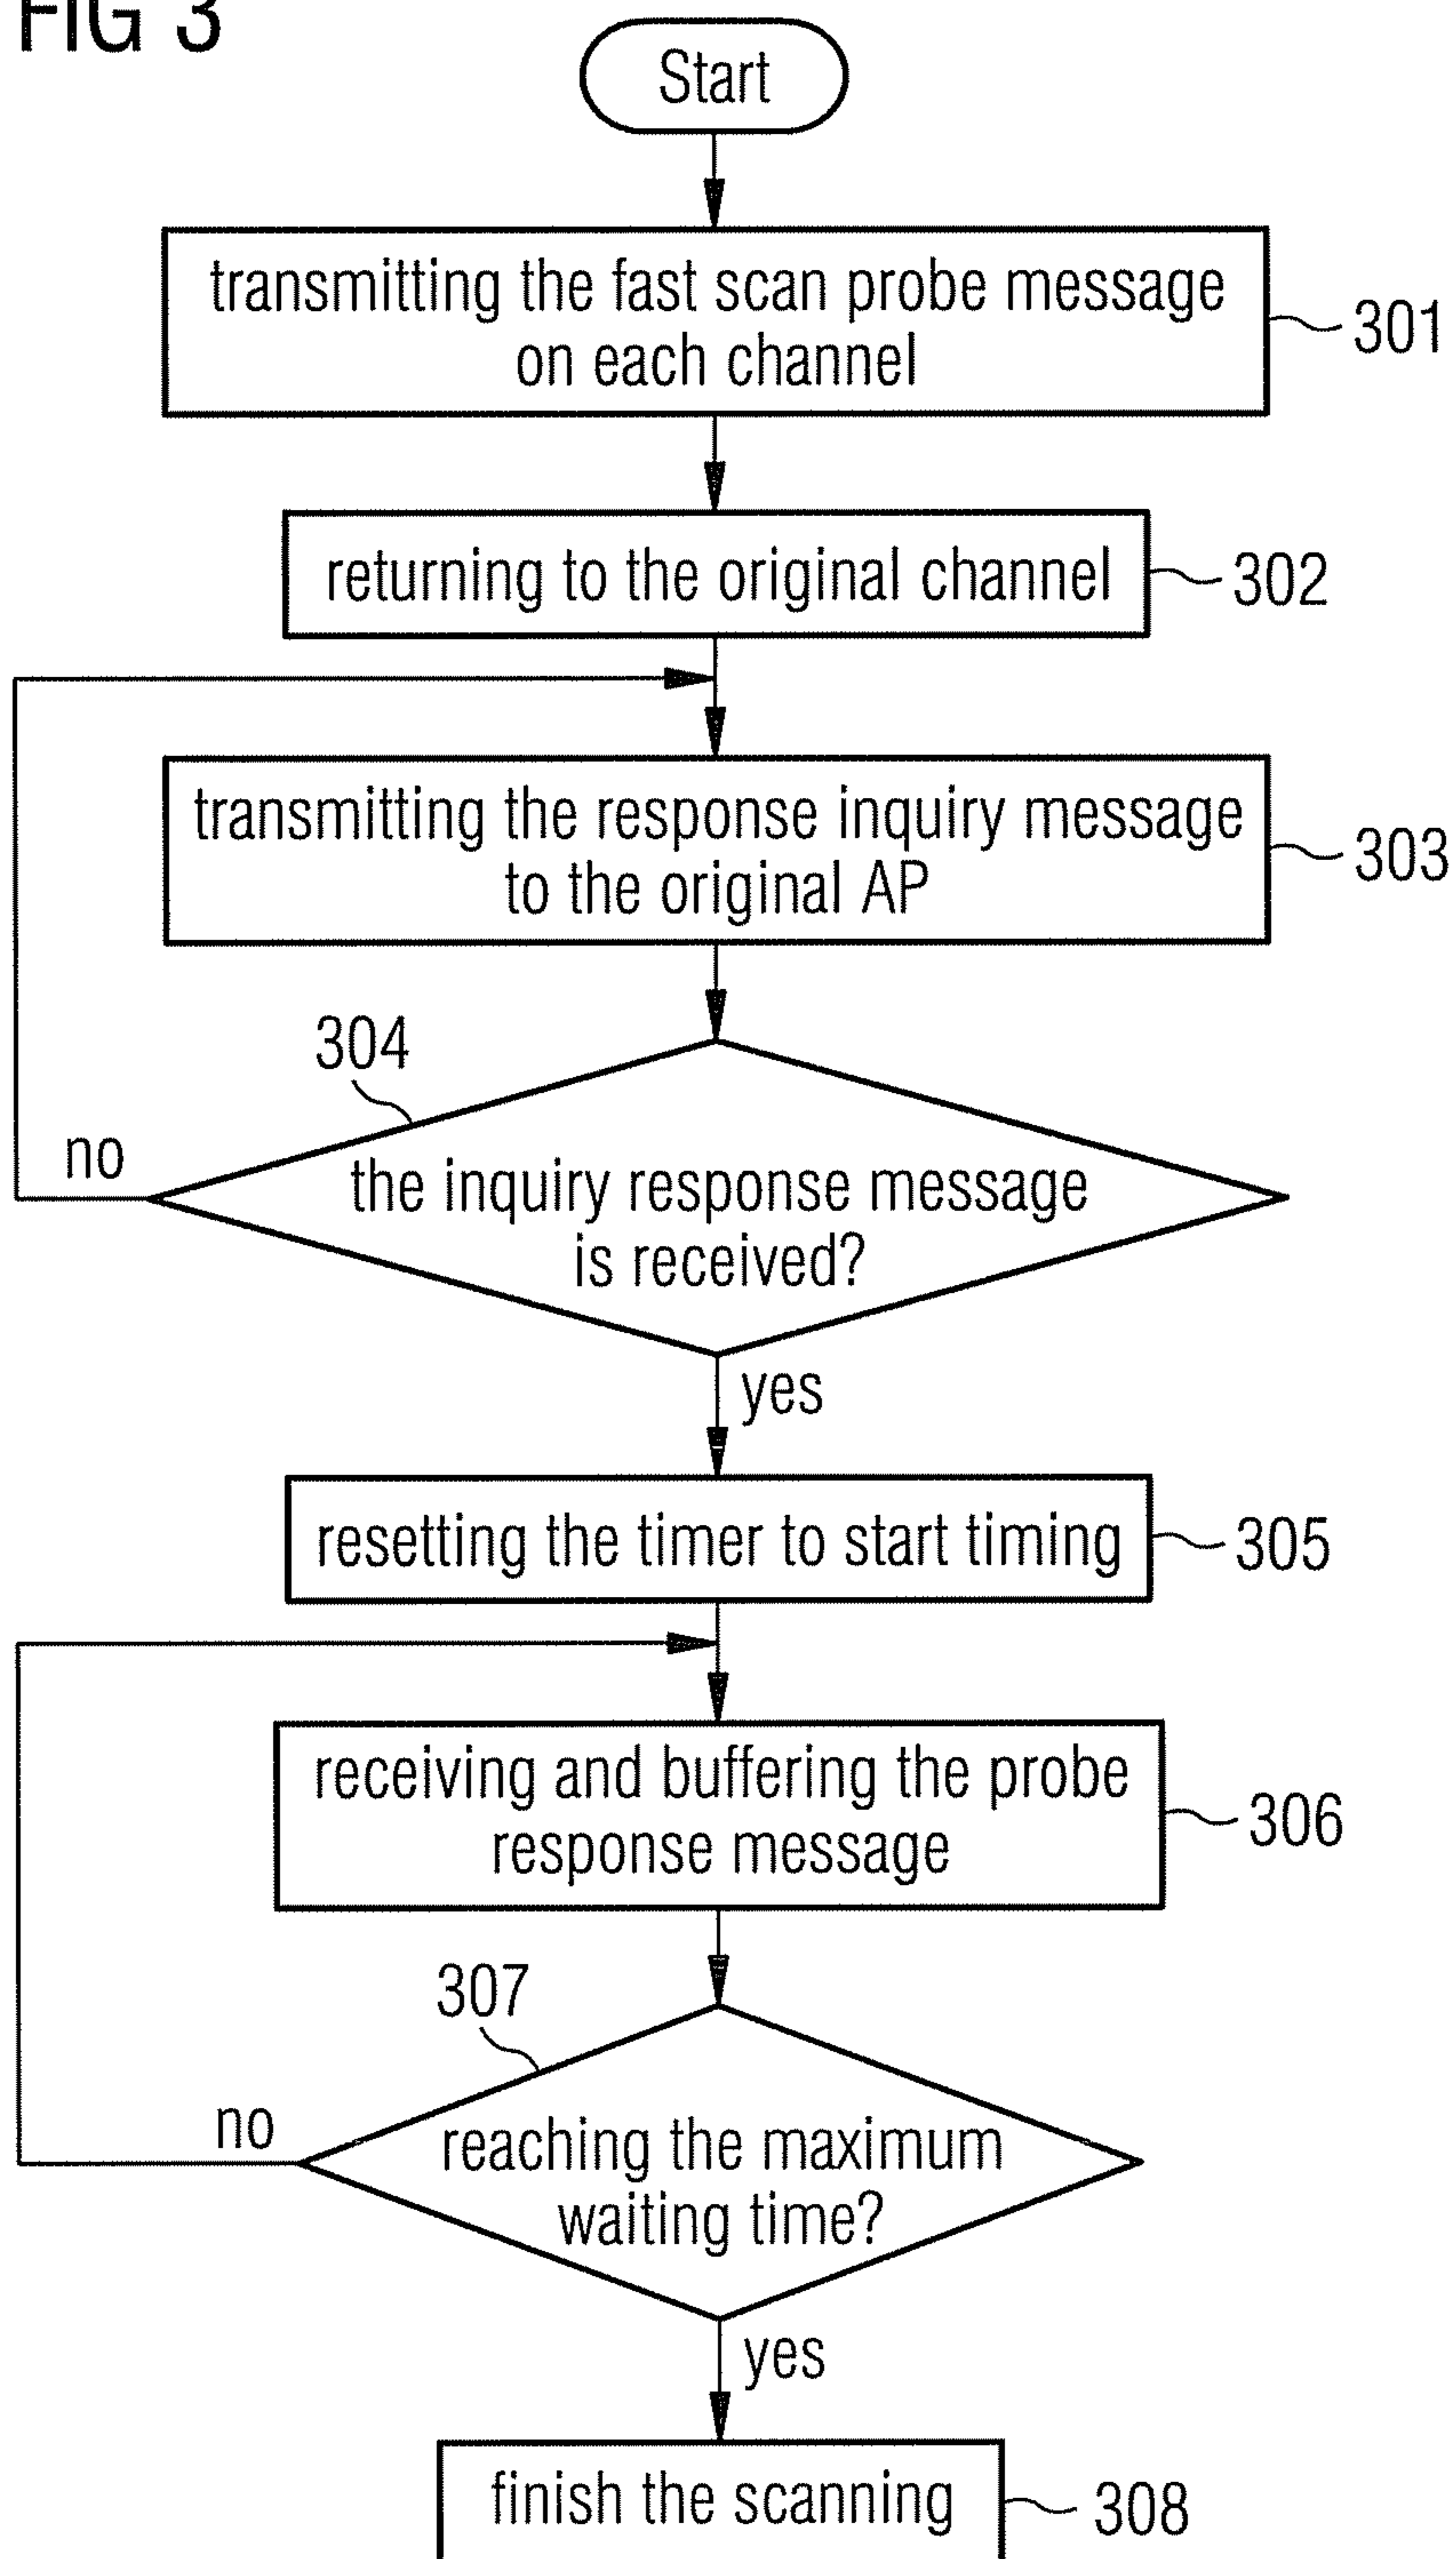 FIG 3
Start
transmitting the fast scan probe message
on each channel
301
returning to the original channel
302
transmitting the response inquiry message
to the original AP
303
304
no
the inquiry response message
is received?
yes
resetting the timer to start timing
305
receiving and buffering the probe
response message
306
307
no
reaching the maximum
waiting time?
yes
finish the scanning
308